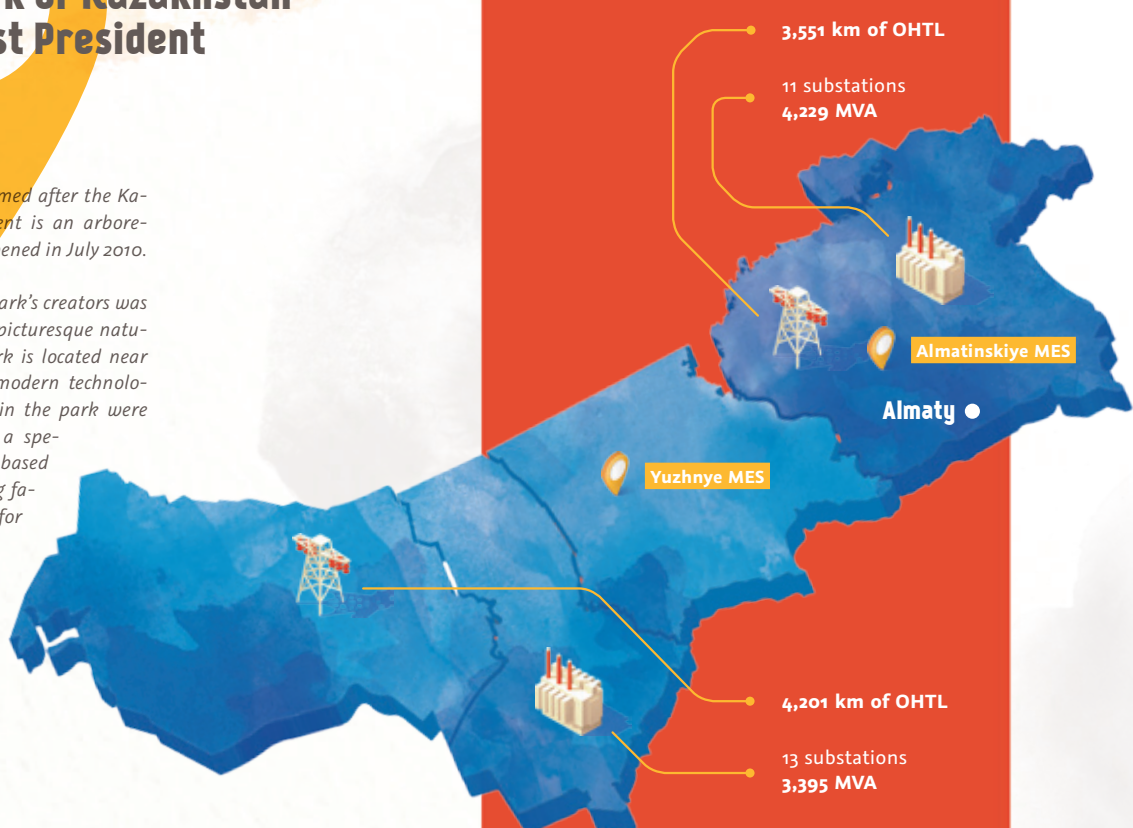 of Kazakhstan
st President
med after the Ka-
ent is an arbore-
ened in July 2010.
ark's creators was
picturesque natu-
rk is located near
modern technolo-
in the park were
a spe-
based
g fa-
for
3,551 km of OHTL
11 substations
4,229 MVA
Almatinskiye MES
Almaty
Yuzhnye MES
4,201 km of OHTL
13 substations
3,395 MVA